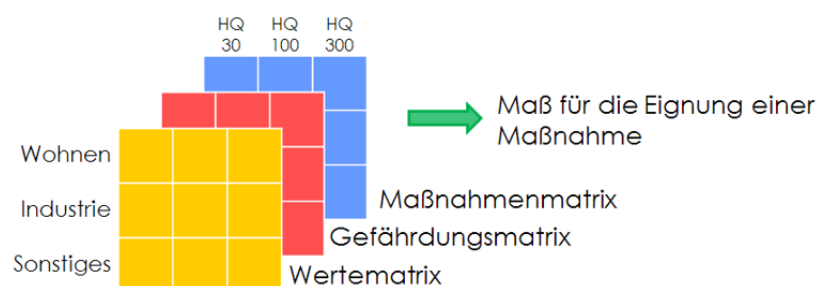 HQ 30
HQ 100
HQ 300
Maß für die Eignung einer
Maßnahme
Wohnen
Industrie
Sonstiges
Maßnahmenmatrix
Gefährdungsmatrix
Wertematrix